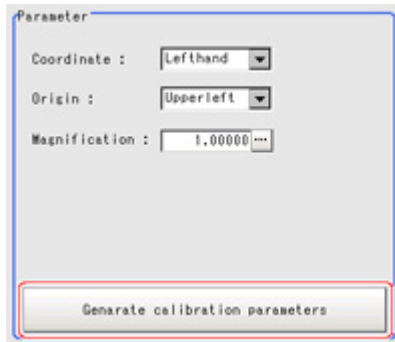 Parameter
Coordinate : Lefthand
Origin : Upperleft
Magnification : 1.00000 ...
Genarate calibration parameters